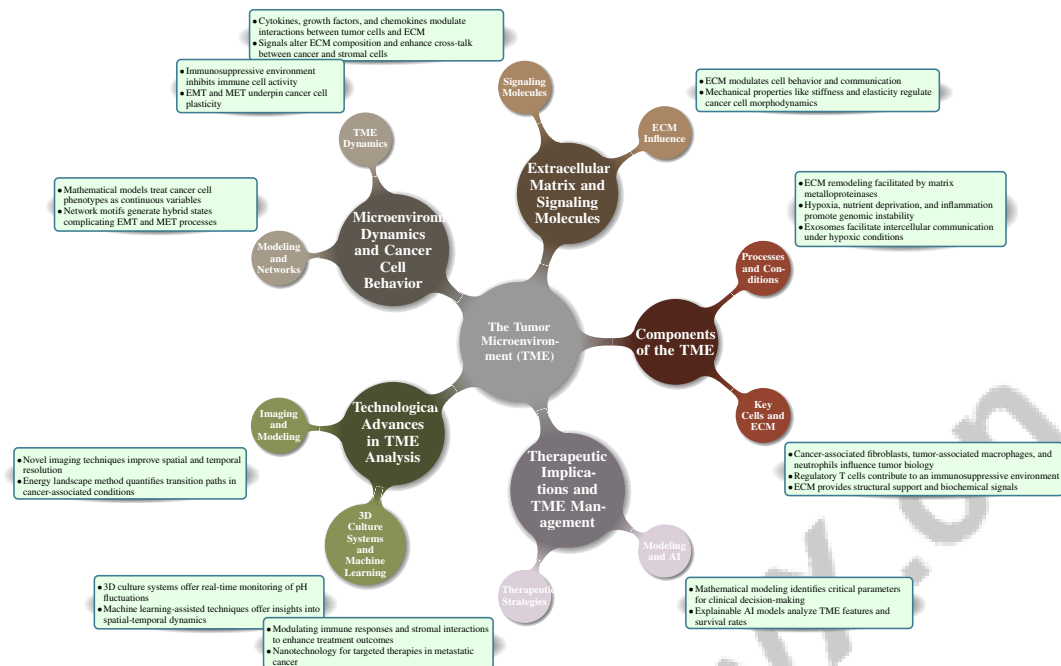 • Cytokines, growth factors, and chemokines modulate
interactions between tumor cells and ECM
• Signals alter ECM composition and enhance cross-talk
between cancer and stromal cells
• Immunosuppressive environment
inhibits immune cell activity
• EMT and MET underpin cancer cell
plasticity
Signaling
Molecules
• ECM modulates cell behavior and communication
• Mechanical properties like stiffness and elasticity regulate
cancer cell morphodynamics
ECM
Influence
TME
Dynamics
Extracellular
Matrix and
Signaling
Molecules
• Mathematical models treat cancer cell
phenotypes as continuous variables
• Network motifs generate hybrid states
complicating EMT and MET processes
• ECM remodeling facilitated by matrix
metalloproteinases
• Hypoxia, nutrient deprivation, and inflammation
promote genomic instability
• Exosomes facilitate intercellular communication
under hypoxic conditions
Microenvironm
Dynamics
and Cancer
Cell
Behavior
Modeling
and
Networks
Processes
and Con-
ditions
The Tumor
Microenviron-
ment (TME)
Components
of the TME
Imaging
and
Modeling
Technological
Advances
in TME
Analysis
Key
Cells and
ECM
Therapeutic
Implica-
tions and
TME Man-
agement
• Novel imaging techniques improve spatial and temporal
resolution
• Energy landscape method quantifies transition paths in
cancer-associated conditions
• Cancer-associated fibroblasts, tumor-associated macrophages, and
neutrophils influence tumor biology
• Regulatory T cells contribute to an immunosuppressive environment
• ECM provides structural support and biochemical signals
3D
Culture
Systems
and
Machine
Learning
Modeling
and AI
Therapeutic
Strategies
• 3D culture systems offer real-time monitoring of pH
fluctuations
• Machine learning-assisted techniques offer insights into
spatial-temporal dynamics
• Mathematical modeling identifies critical parameters
for clinical decision-making
• Explainable AI models analyze TME features and
survival rates
• Modulating immune responses and stromal interactions
to enhance treatment outcomes
• Nanotechnology for targeted therapies in metastatic
cancer